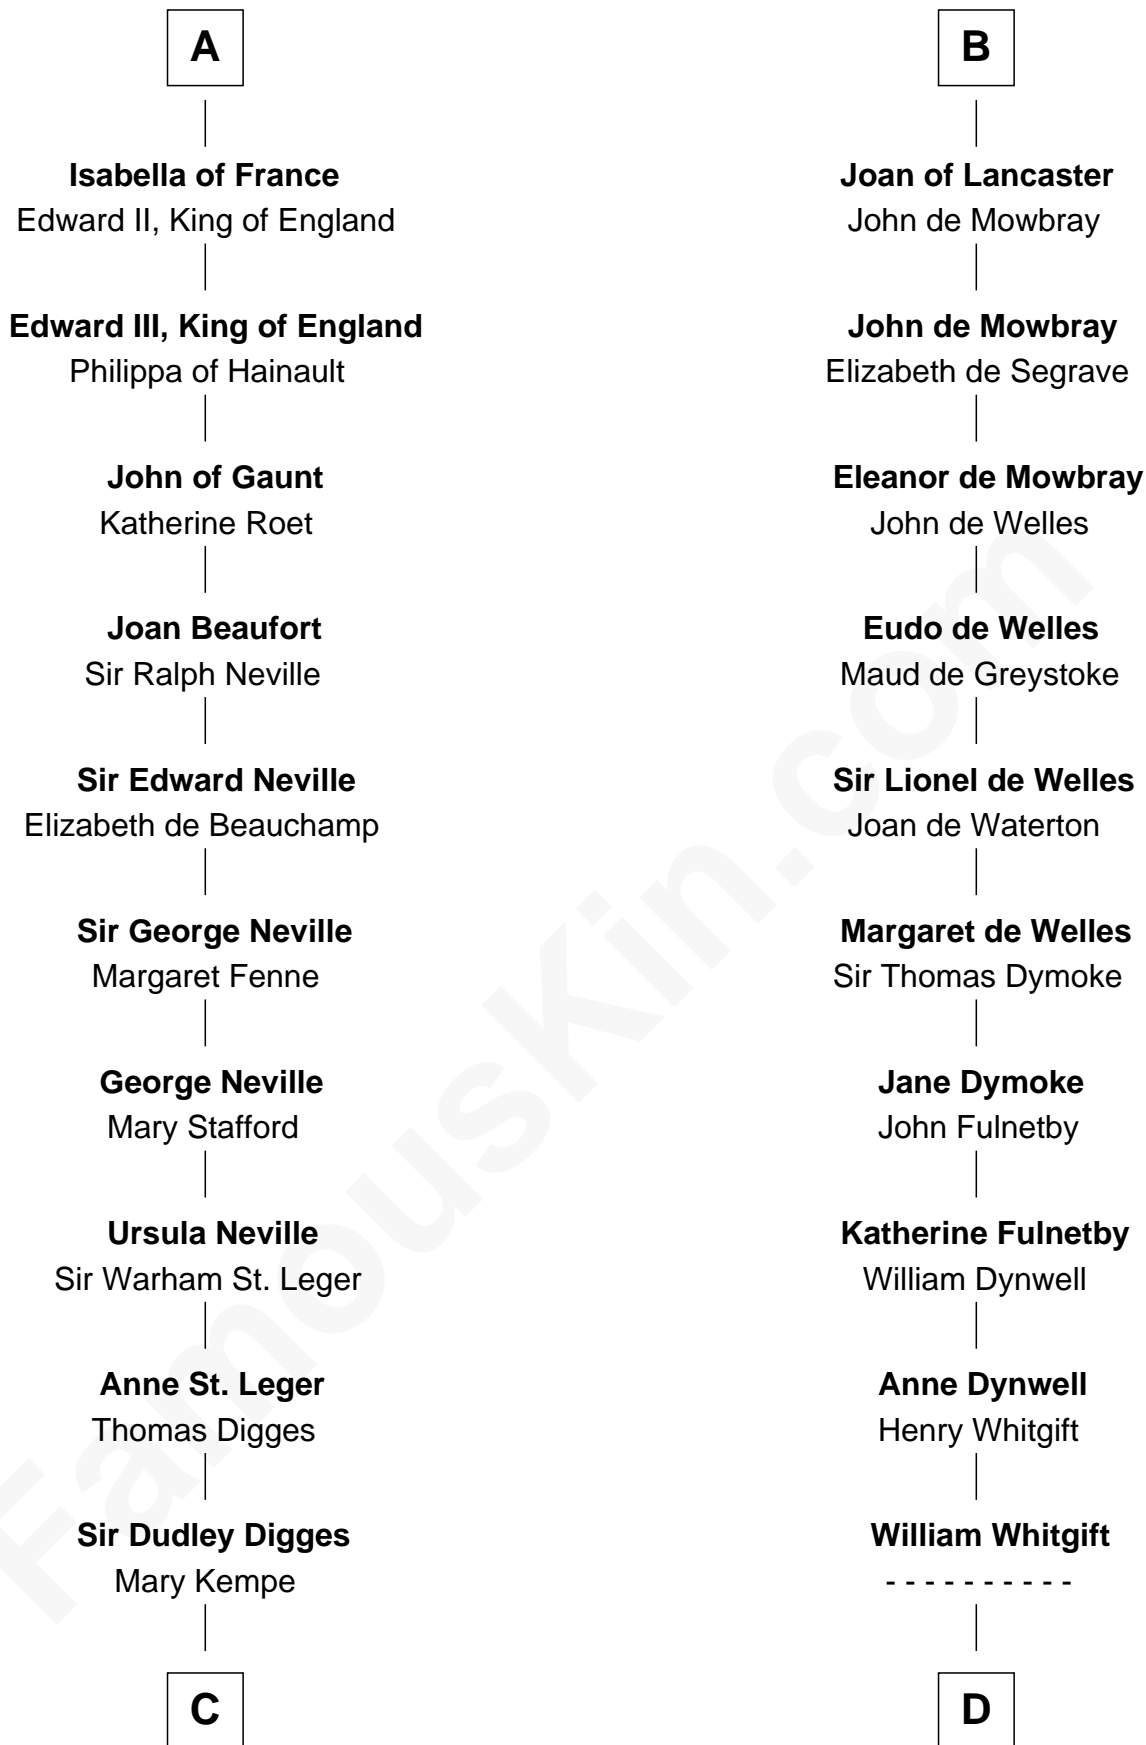 A
Isabella of France
Edward II, King of England
Edward III, King of England
Philippa of Hainault
John of Gaunt
Katherine Roet
Joan Beaufort
Sir Ralph Neville
Sir Edward Neville
Elizabeth de Beauchamp
Sir George Neville
Margaret Fenne
George Neville
Mary Stafford
Ursula Neville
Sir Warham St. Leger
Anne St. Leger
Thomas Digges
Sir Dudley Digges
Mary Kempe
C
B
Joan of Lancaster
John de Mowbray
John de Mowbray
Elizabeth de Segrave
Eleanor de Mowbray
John de Welles
Eudo de Welles
Maud de Greystoke
Sir Lionel de Welles
Joan de Waterton
Margaret de Welles
Sir Thomas Dymoke
Jane Dymoke
John Fulnetby
Katherine Fulnetby
William Dynwell
Anne Dynwell
Henry Whitgift
William Whitgift
- - - - - - - - - -
D
FamousKin.com